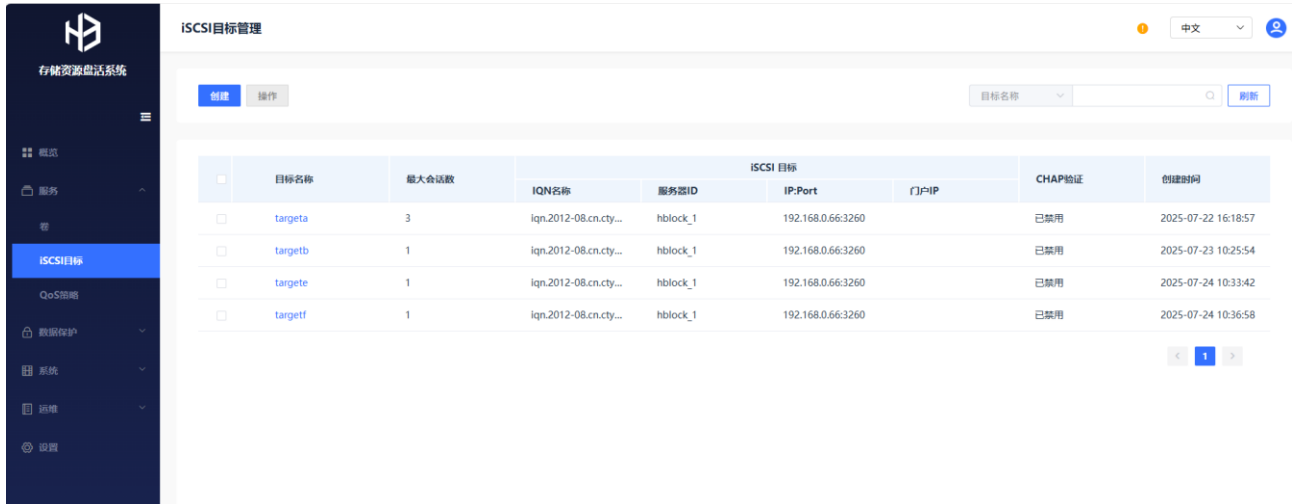 iSCSI目标管理
中文
存储资源盘活系统
创建 操作 目标名称 刷新
概览
服务
卷
iSCSI目标
QoS策略
数据保护
系统
运维
设置
目标名称 最大会话数 iSCSI 目标 CHAP验证 创建时间
IQN名称 服务器ID IP:Port 门户IP
targeta 3 iqn.2012-08.cn.cty... hblock_1 192.168.0.66:3260 已禁用 2025-07-22 16:18:57
targetb 1 iqn.2012-08.cn.cty... hblock_1 192.168.0.66:3260 已禁用 2025-07-23 10:25:54
targete 1 iqn.2012-08.cn.cty... hblock_1 192.168.0.66:3260 已禁用 2025-07-24 10:33:42
targetf 1 iqn.2012-08.cn.cty... hblock_1 192.168.0.66:3260 已禁用 2025-07-24 10:36:58
< 1 >